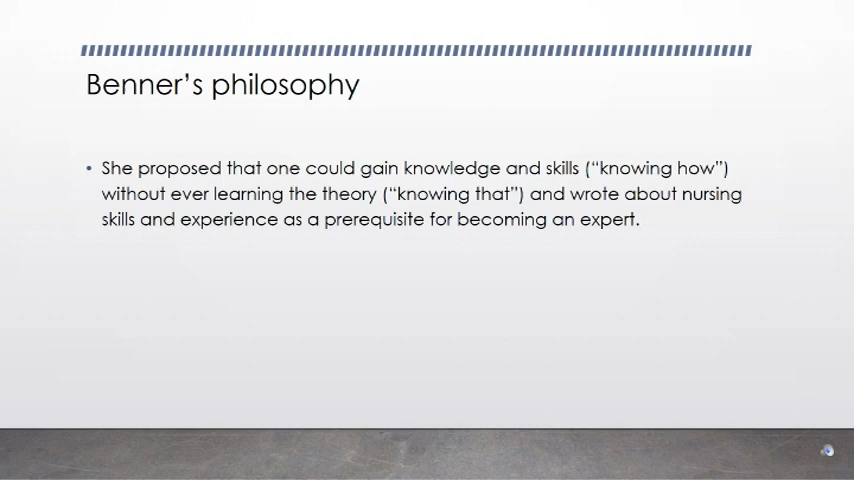 Benner’s philosophy
• She proposed that one could gain knowledge and skills (“knowing how”)
without ever learning the theory (“knowing that”) and wrote about nursing
skills and experience as a prerequisite for becoming an expert.